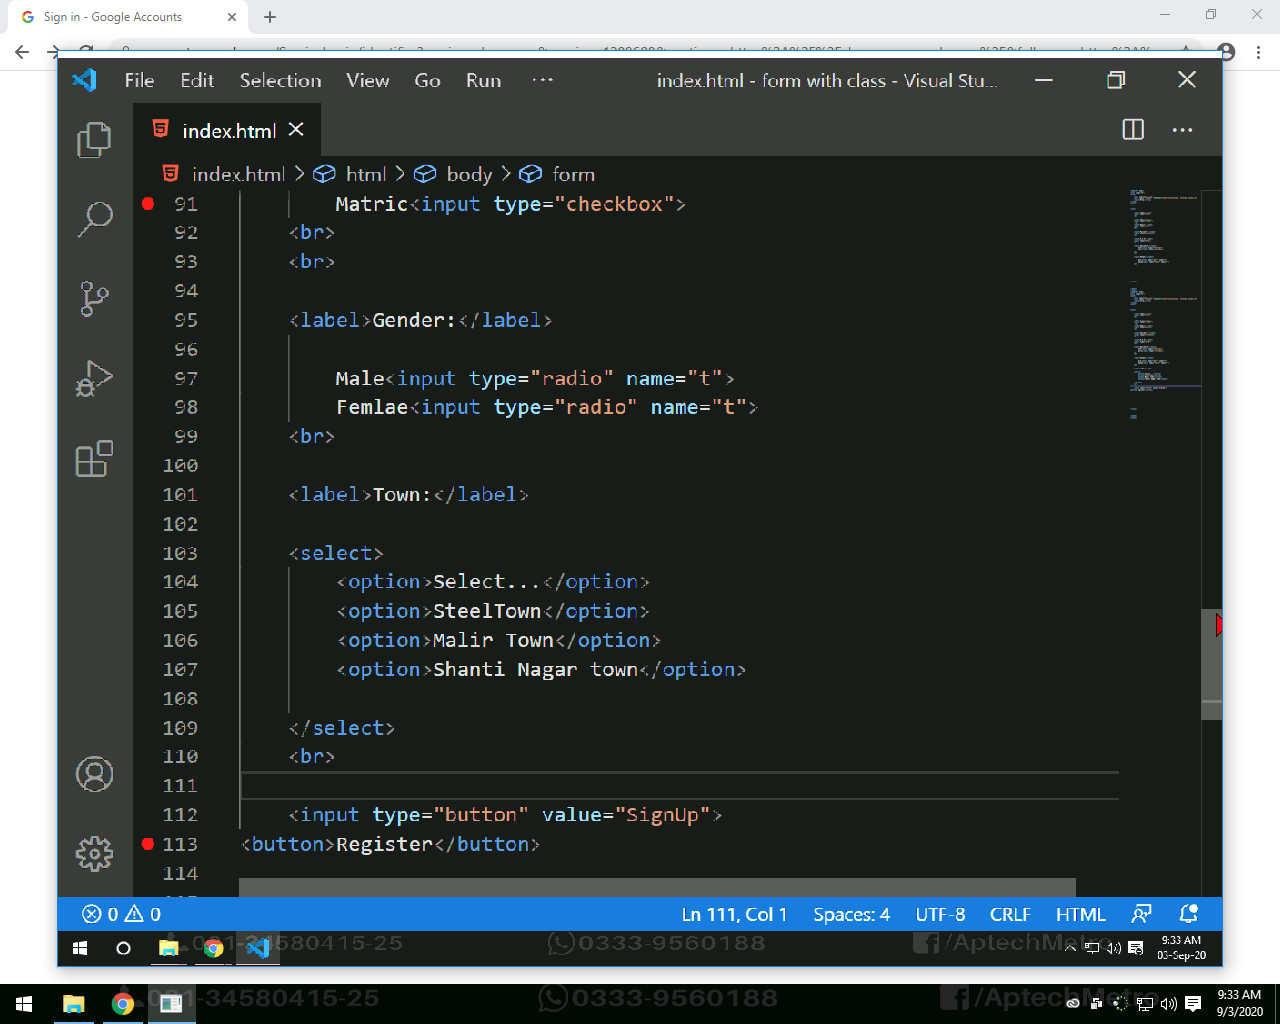 Sign in - Google Accounts
File Edit Selection View Go Run ... index.html - form with class - Visual Stu...
index.html
index.html > html > body > form
91 Matric<input type="checkbox">
92 <br>
93 <br>
94
95 <label>Gender:</label>
96
97 Male<input type="radio" name="t">
98 Femlae<input type="radio" name="t">
99 <br>
100
101 <label>Town:</label>
102
103 <select>
104 <option>Select...</option>
105 <option>SteelTown</option>
106 <option>Malir Town</option>
107 <option>Shanti Nagar town</option>
108
109 </select>
110 <br>
111
112 <input type="button" value="SignUp">
113 <button>Register</button>
114
0 0 Ln 111, Col 1 Spaces: 4 UTF-8 CRLF HTML
34580415-25 0333-9560188 /AptechMetro 9:33 AM
03-Sep-20
34580415-25 0333-9560188 /AptechMetro 9:33 AM
9/3/2020